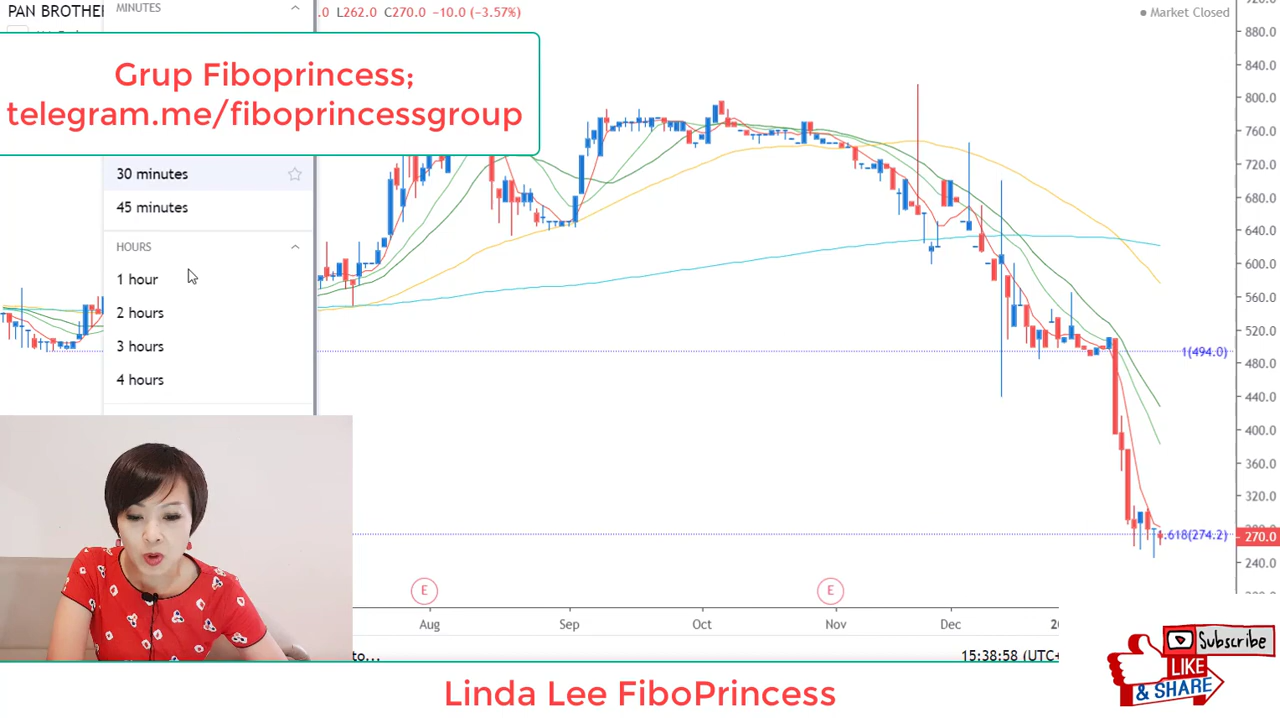 PAN BROTHER
MINUTES
.0 L262.0 C270.0 −10.0 (−3.57%)
Market Closed
Grup Fiboprincess;
telegram.me/fiboprincessgroup
30 minutes
45 minutes
HOURS
1 hour
2 hours
3 hours
4 hours
880.0
840.0
800.0
760.0
720.0
680.0
640.0
600.0
560.0
520.0
480.0
440.0
400.0
360.0
320.0
270.0
240.0
1(494.0)
.618(274.2)
E
E
Aug
Sep
Oct
Nov
Dec
to...
15:38:58 (UTC+
Subscribe
LIKE
& SHARE
Linda Lee FiboPrincess